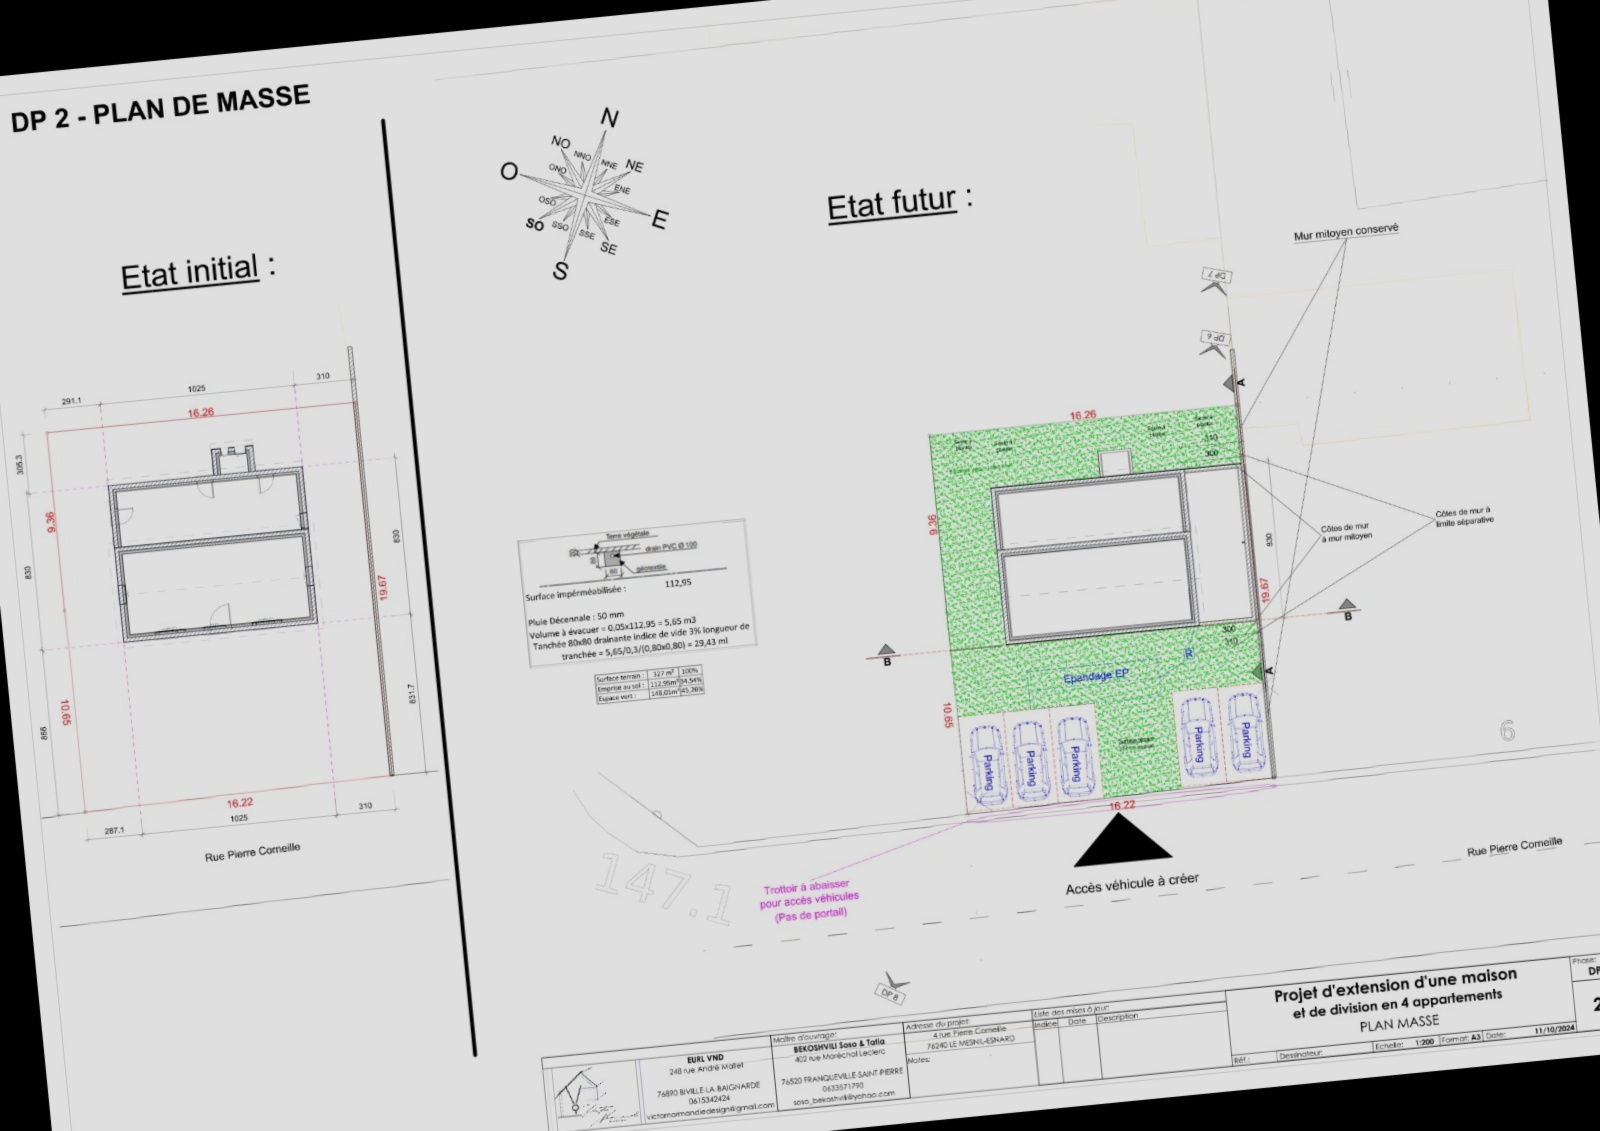 DP 2 - PLAN DE MASSE
Etat initial :
N
NNO
NNE
NO
NE
ONO
ENE
O
E
OSO
ESE
SO
SSO
SSE
SE
S
Etat futur :
291.1
1025
310
16.26
305.3
9.36
830
830
19.67
10.65
831.7
16.22
287.1
1025
310
Rue Pierre Corneille
Terre végétale
drain PVC Ø 100
80
géotextile
Surface impérméabilisée : 112,95
Pluie Décennale : 50 mm
Volume à évacuer = 0,05x112,95 = 5,65 m3
Tanchée 80x80 drainante indice de vide 3% longueur de
tranchée = 5,65/0,3/(0,80x0,80) = 29,43 ml
Surface terrain : 327 m² 100%
Emprise au sol : 112,95m² 34,54%
Espace vert : 148,01m² 45,26%
Mur mitoyen conservé
DP 7
DP 6
A
16.26
310
300
9.36
830
19.67
Côtes de mur
à mur mitoyen
Côtes de mur à
limite séparative
B
B
300
310
R
Epandage EP
A
10.65
Parking
Parking
Parking
Parking
Parking
16.22
6
Rue Pierre Corneille
147.1
Trottoir à abaisser
pour accès véhicules
(Pas de portail)
Accès véhicule à créer
DP 8
EURL VND
248 rue André Mallet
76890 BIVILLE-LA-BAIGNARDE
0615342424
victornormandiedesign@gmail.com
Maître d'ouvrage:
BEKOSHVILI Soso & Tatia
402 rue Maréchal Leclerc
76520 FRANQUEVILLE-SAINT-PIERRE
0633571790
soso_bekoshvili@yahoo.com
Adresse du projet:
4 rue Pierre Corneille
76240 LE MESNIL-ESNARD
Notes:
Liste des mises à jour:
Indice Date Description
Projet d'extension d'une maison
et de division en 4 appartements
PLAN MASSE
Réf.: Dessinateur: Echelle: 1:200 Format: A3 Date: 11/10/2024
Phase:
DP
2